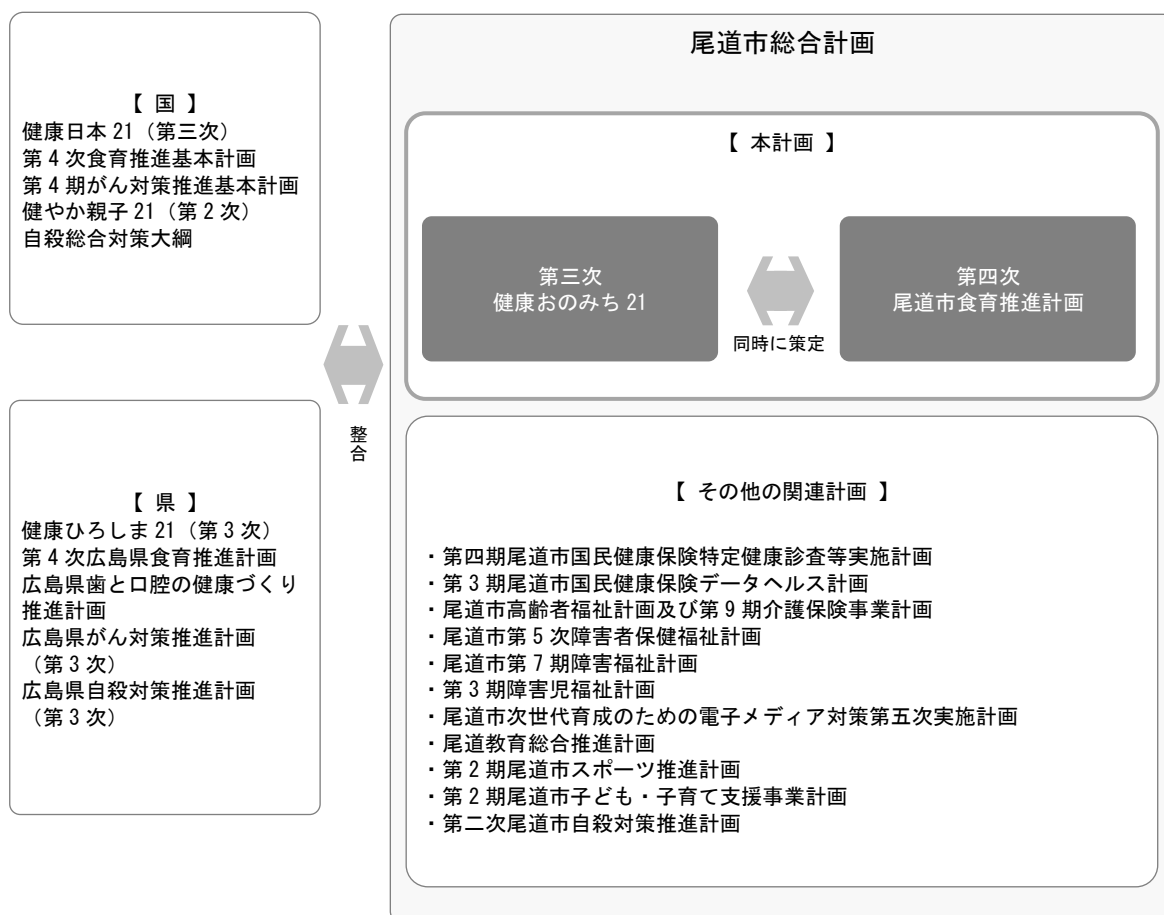 【 国 】
健康日本 21（第三次）
第 4 次食育推進基本計画
第 4 期がん対策推進基本計画
健やか親子 21（第 2 次）
自殺総合対策大綱
【 県 】
健康ひろしま 21（第 3 次）
第 4 次広島県食育推進計画
広島県歯と口腔の健康づくり
推進計画
広島県がん対策推進計画
（第 3 次）
広島県自殺対策推進計画
（第 3 次）
整合
尾道市総合計画
【 本計画 】
第三次
健康おのみち 21
同時に策定
第四次
尾道市食育推進計画
【 その他の関連計画 】
・第四期尾道市国民健康保険特定健康診査等実施計画
・第 3 期尾道市国民健康保険データヘルス計画
・尾道市高齢者福祉計画及び第 9 期介護保険事業計画
・尾道市第 5 次障害者保健福祉計画
・尾道市第 7 期障害福祉計画
・第 3 期障害児福祉計画
・尾道市次世代育成のための電子メディア対策第五次実施計画
・尾道教育総合推進計画
・第 2 期尾道市スポーツ推進計画
・第 2 期尾道市子ども・子育て支援事業計画
・第二次尾道市自殺対策推進計画